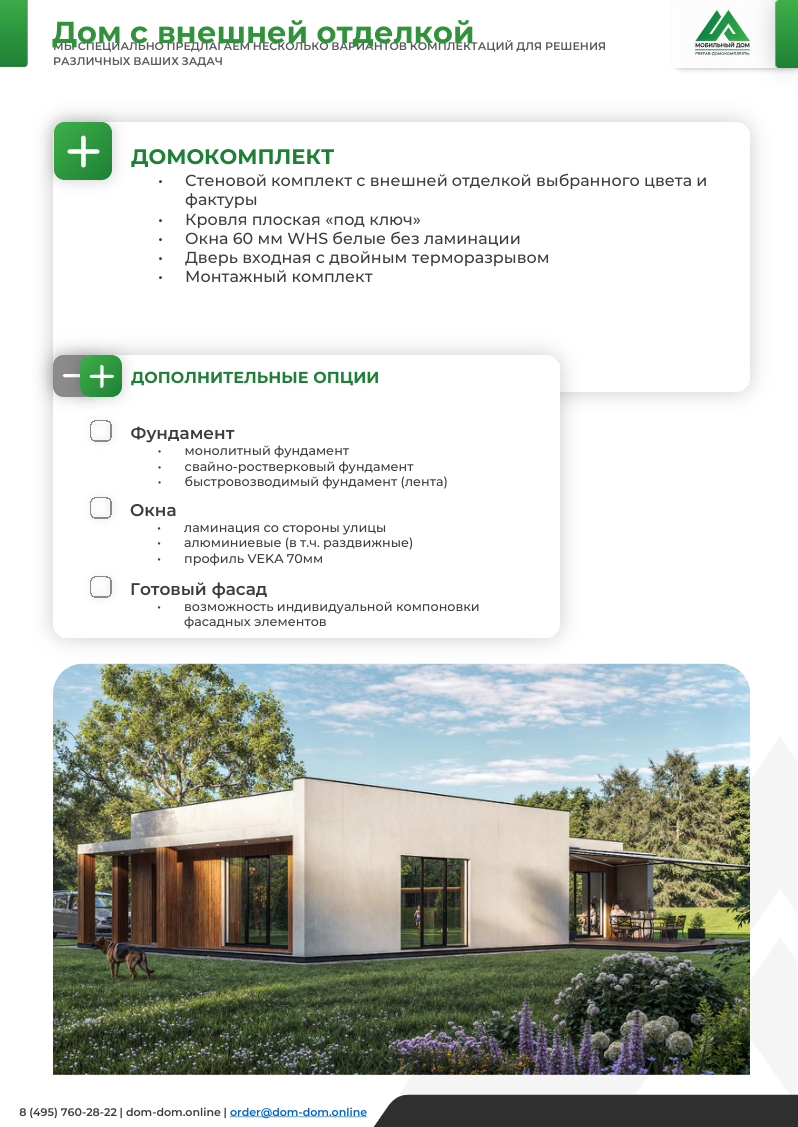 Дом с внешней отделкой
МЫ СПЕЦИАЛЬНО ПРЕДЛАГАЕМ НЕСКОЛЬКО ВАРИАНТОВ КОМПЛЕКТАЦИЙ ДЛЯ РЕШЕНИЯ
РАЗЛИЧНЫХ ВАШИХ ЗАДАЧ
МОБИЛЬНЫЙ ДОМ
ДОМОКОМПЛЕКТ
• Стеновой комплект с внешней отделкой выбранного цвета и
фактуры
• Кровля плоская «под ключ»
• Окна 60 мм WHS белые без ламинации
• Дверь входная с двойным терморазрывом
• Монтажный комплект
ДОПОЛНИТЕЛЬНЫЕ ОПЦИИ
Фундамент
• монолитный фундамент
• свайно-ростверковый фундамент
• быстровозводимый фундамент (лента)
Окна
• ламинация со стороны улицы
• алюминиевые (в т.ч. раздвижные)
• профиль VEKA 70мм
Готовый фасад
• возможность индивидуальной компоновки
фасадных элементов
8 (495) 760-28-22 | dom-dom.online | order@dom-dom.online